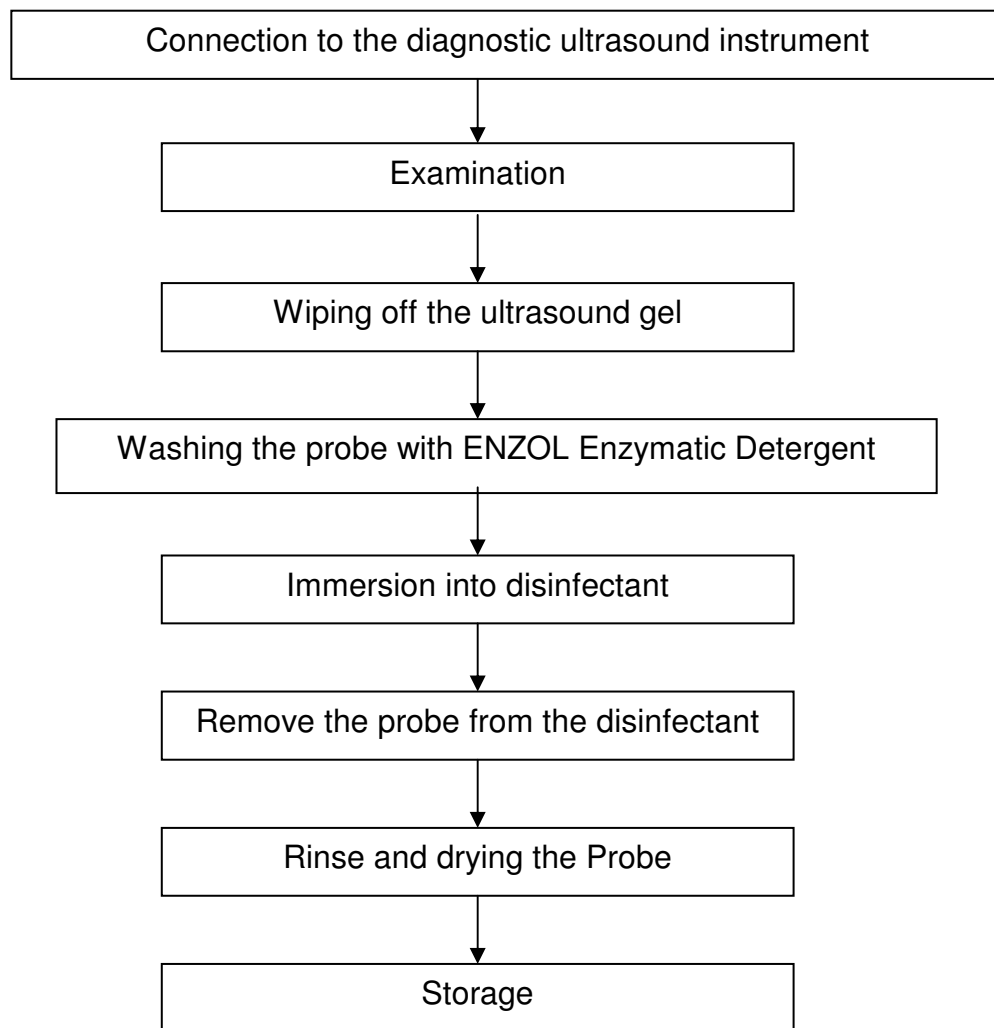 Connection to the diagnostic ultrasound instrument
Examination
Wiping off the ultrasound gel
Washing the probe with ENZOL Enzymatic Detergent
Immersion into disinfectant
Remove the probe from the disinfectant
Rinse and drying the Probe
Storage